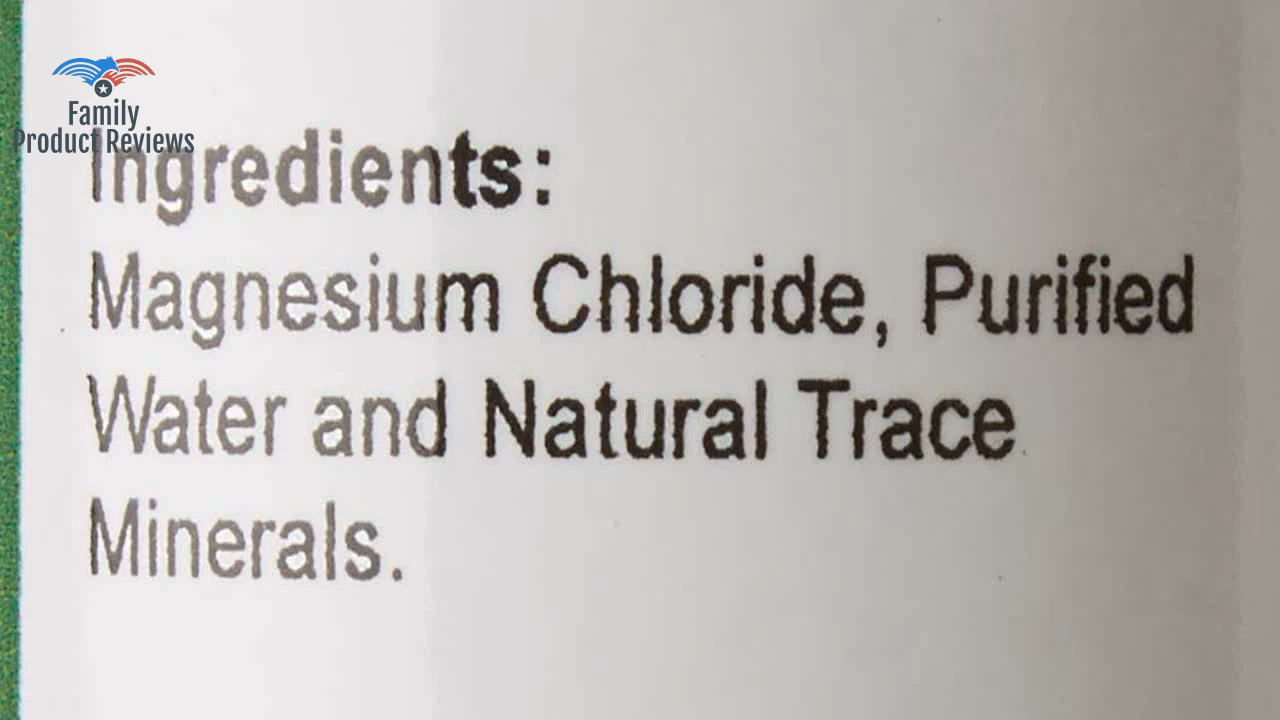 Family
Product Reviews
Ingredients:
Magnesium Chloride, Purified
Water and Natural Trace
Minerals.